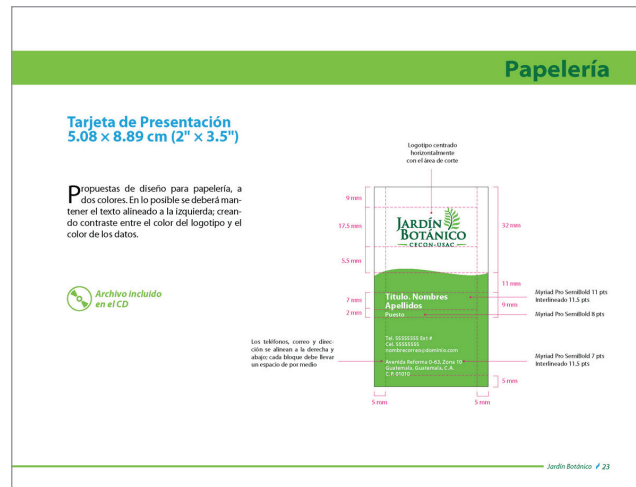 Papelería
Tarjeta de Presentación
5.08 × 8.89 cm (2" × 3.5")
Propuestas de diseño para papelería, a
dos colores. En lo posible se deberá man-
tener el texto alineado a la izquierda; crean-
do contraste entre el color del logotipo y el
color de los datos.
Archivo incluido
en el CD
Logotipo centrado
horizontalmente
con el área de corte
9 mm
17.5 mm
5.5 mm
32 mm
JARDÍN
BOTÁNICO
CECON-USAC
11 mm
7 mm
2 mm
9 mm
Título. Nombres
Apellidos
Puesto
Myriad Pro SemiBold 11 pts
Interlineado 11.5 pts
Myriad Pro SemiBold 8 pts
Los teléfonos, correo y direc-
ción se alinean a la derecha y
abajo; cada bloque debe llevar
un espacio de por medio
Tel. 55555555 Ext #
Cel. 55555555
nombrecorreo@dominio.com
Avenida Reforma 0-63, Zona 10
Guatemala, Guatemala, C.A.
C.P. 01010
Myriad Pro SemiBold 7 pts
Interlineado 11.5 pts
5 mm
5 mm
5 mm
Jardín Botánico 23